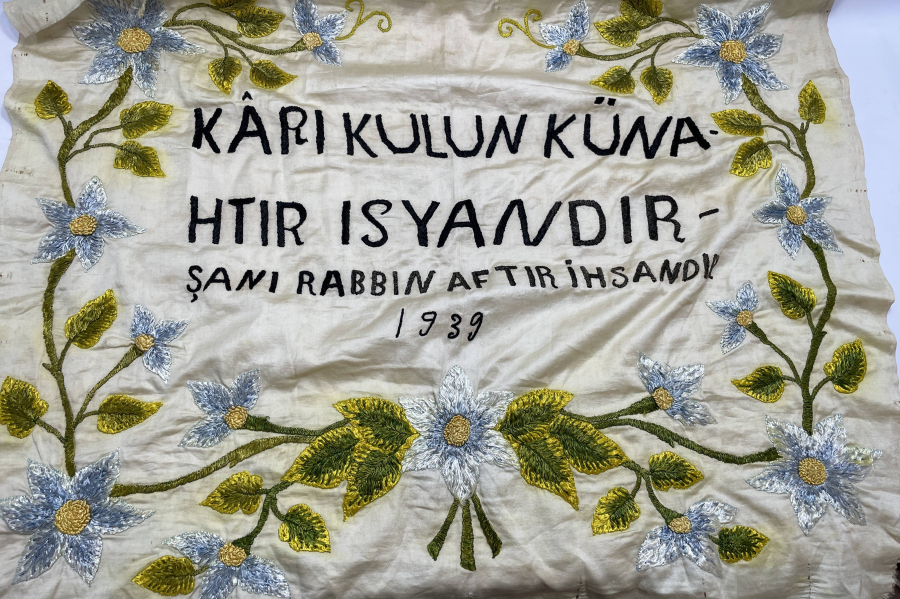 KÂRI KULUN KÜNA-
HTIR ISYANDIR-
ŞANI RABBIN AFTIR İHSANDIR
1939